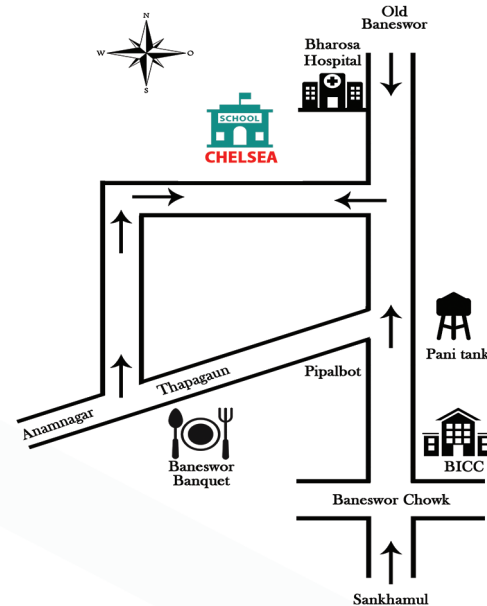 Old
Baneswor
N
W
O
S
Bharosa
Hospital
SCHOOL
CHELSEA
Pani tank
Thapagaun
Pipalbot
Anamnagar
Baneswor
Banquet
BICC
Baneswor Chowk
Sankhamul